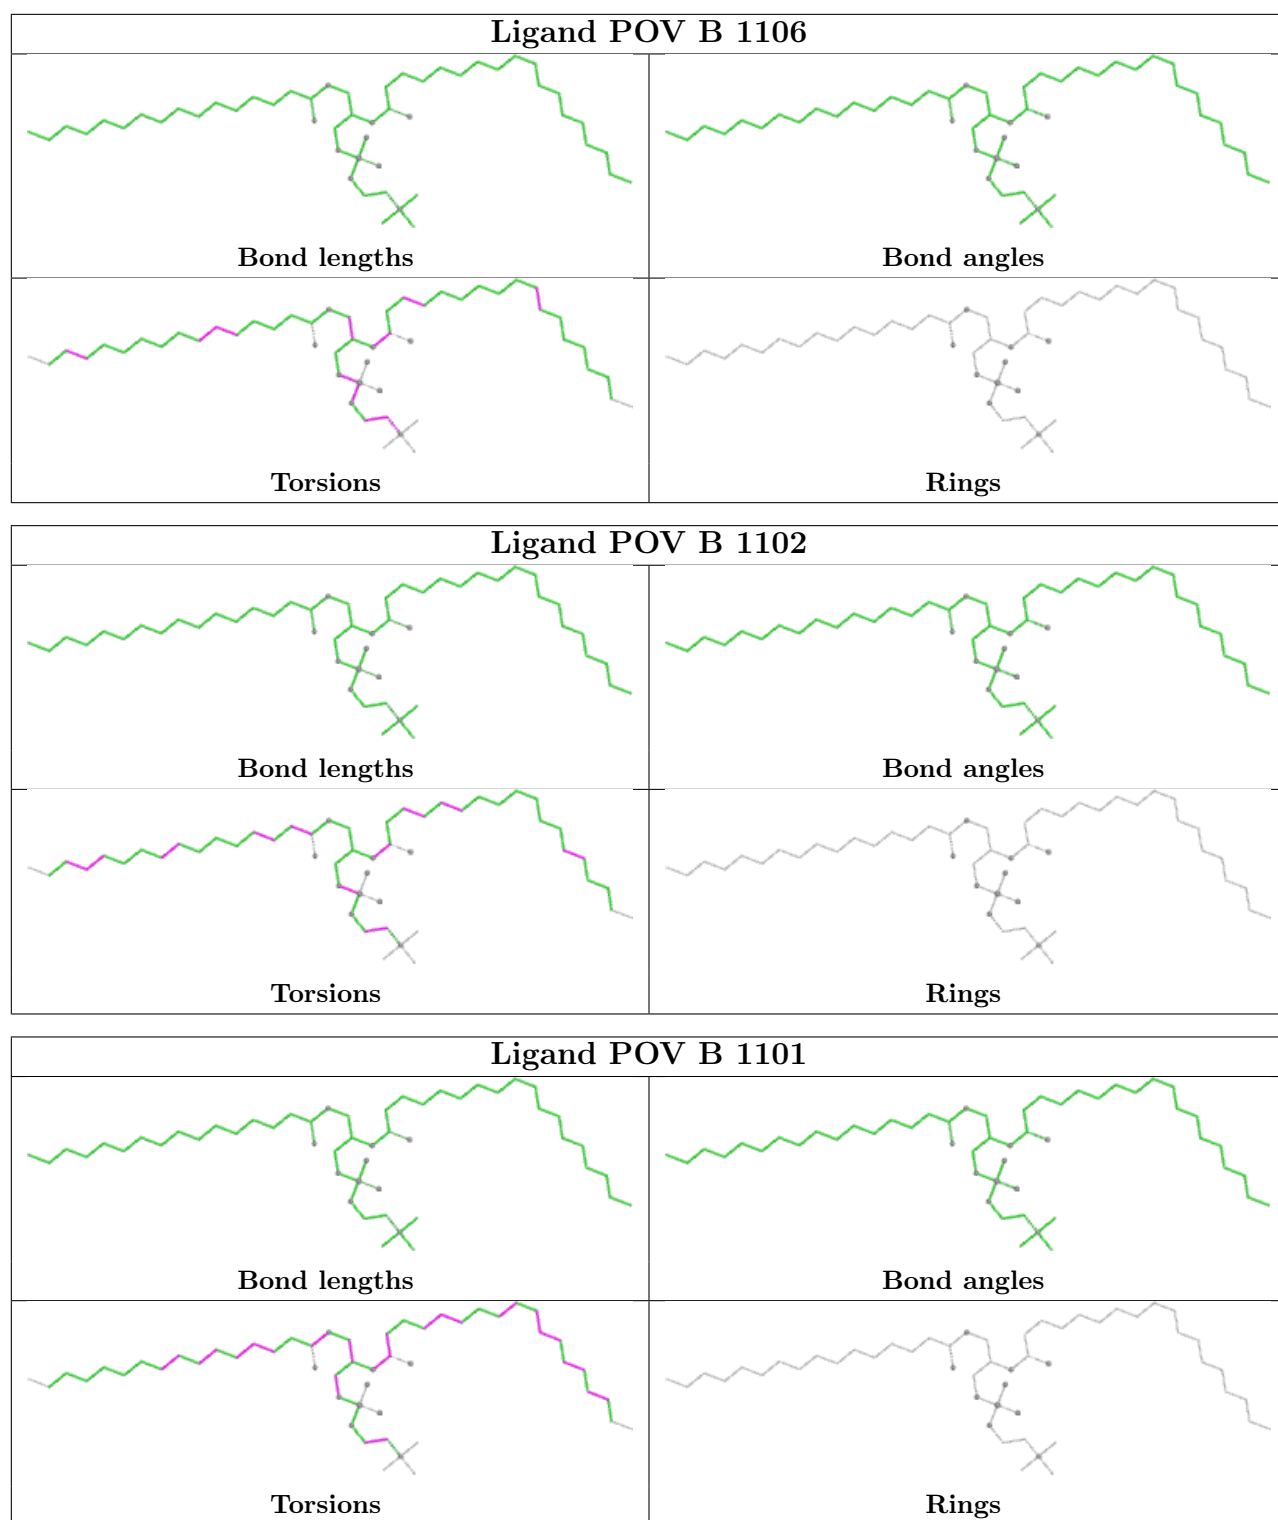 Ligand POV B 1106
Bond lengths
Bond angles
Torsions
Rings
Ligand POV B 1102
Bond lengths
Bond angles
Torsions
Rings
Ligand POV B 1101
Bond lengths
Bond angles
Torsions
Rings